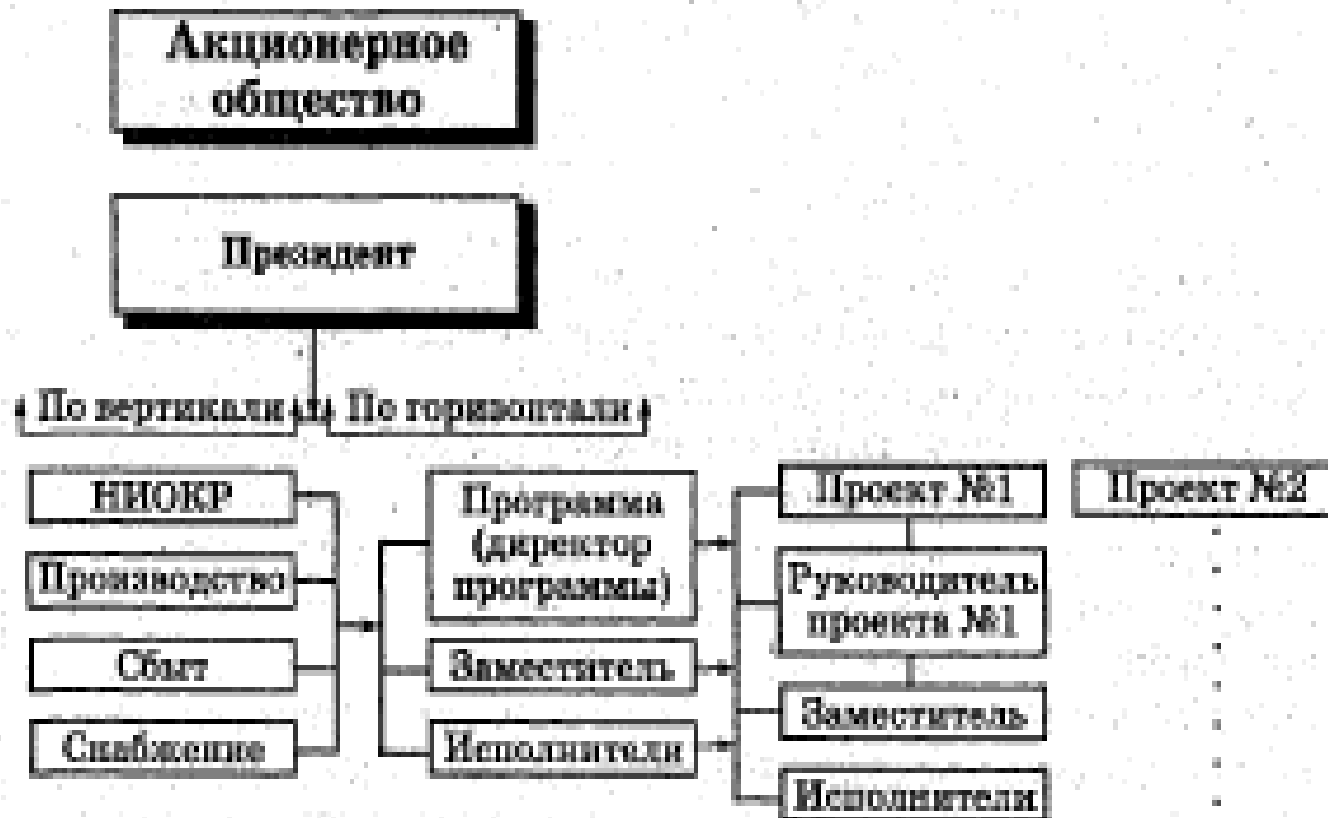 Акционерное
общество
Президент
По вертикали
По горизонтали
НИОКР
Производство
Сбыт
Снабжение
Программа
(директор
программы)
Заместитель
Исполнители
Проект №1
Руководитель
проекта №1
Заместитель
Исполнители
Проект №2